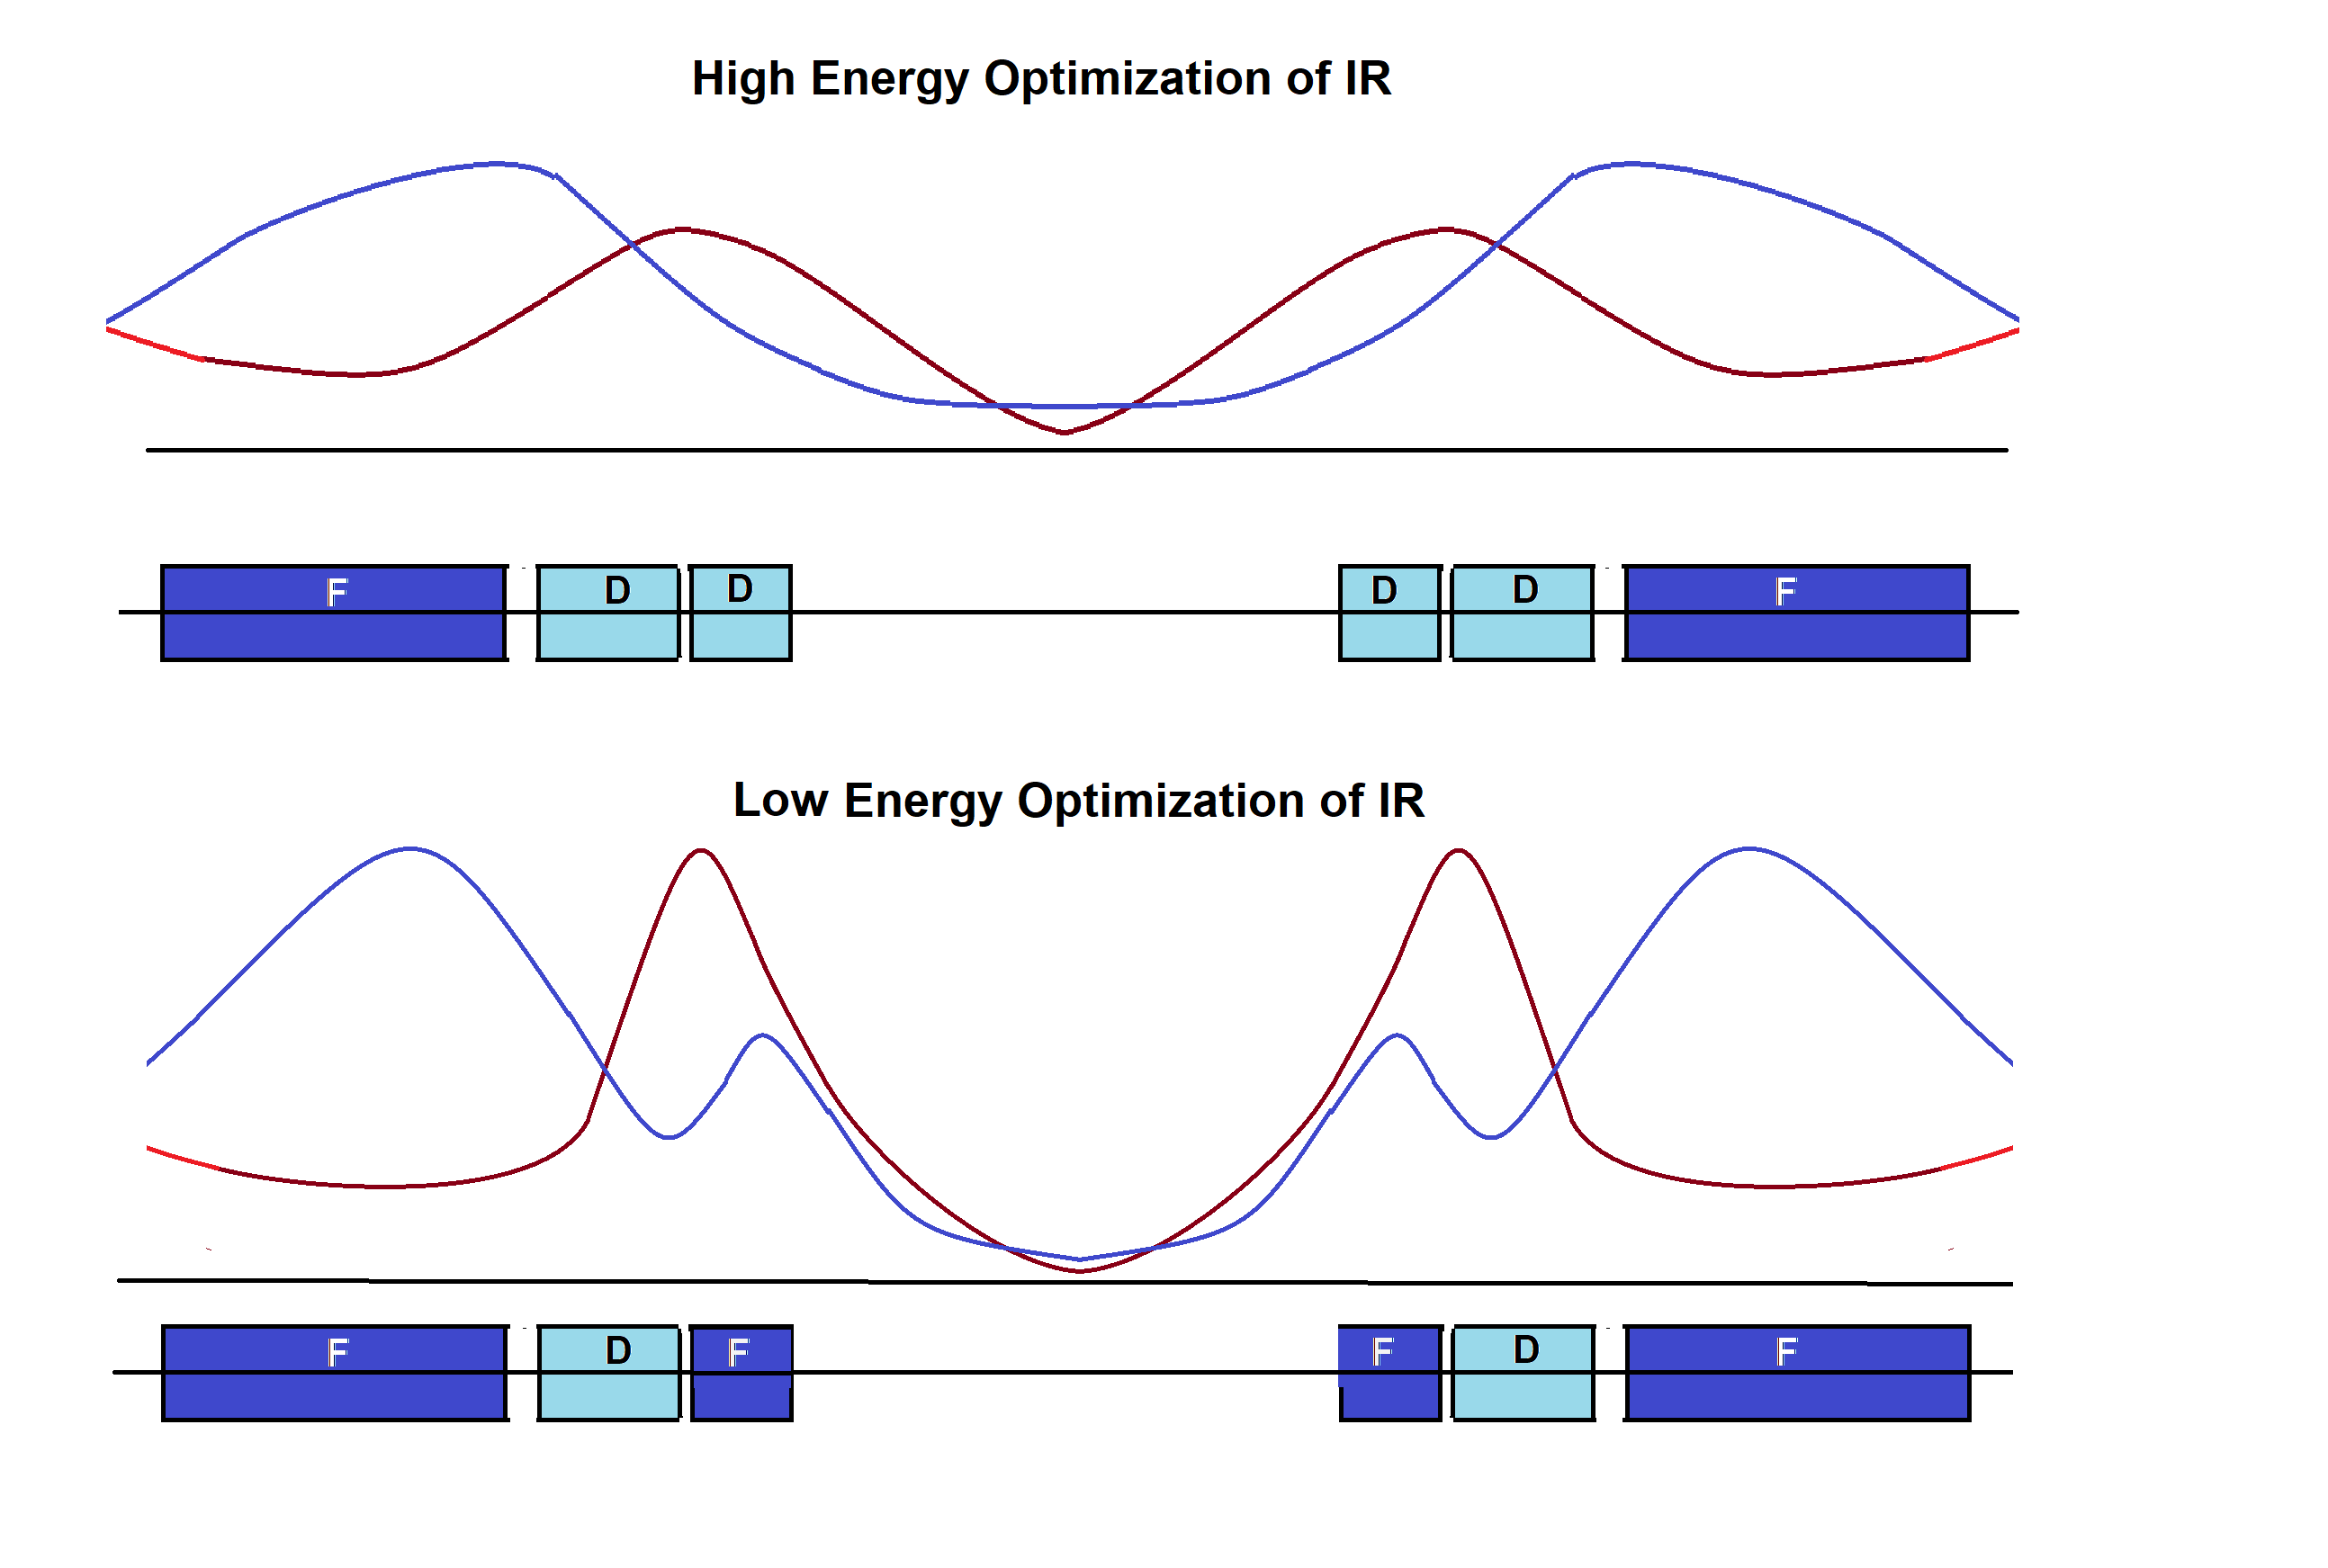 High Energy Optimization of IR
F D D D D F
Low Energy Optimization of IR
F D F F D F